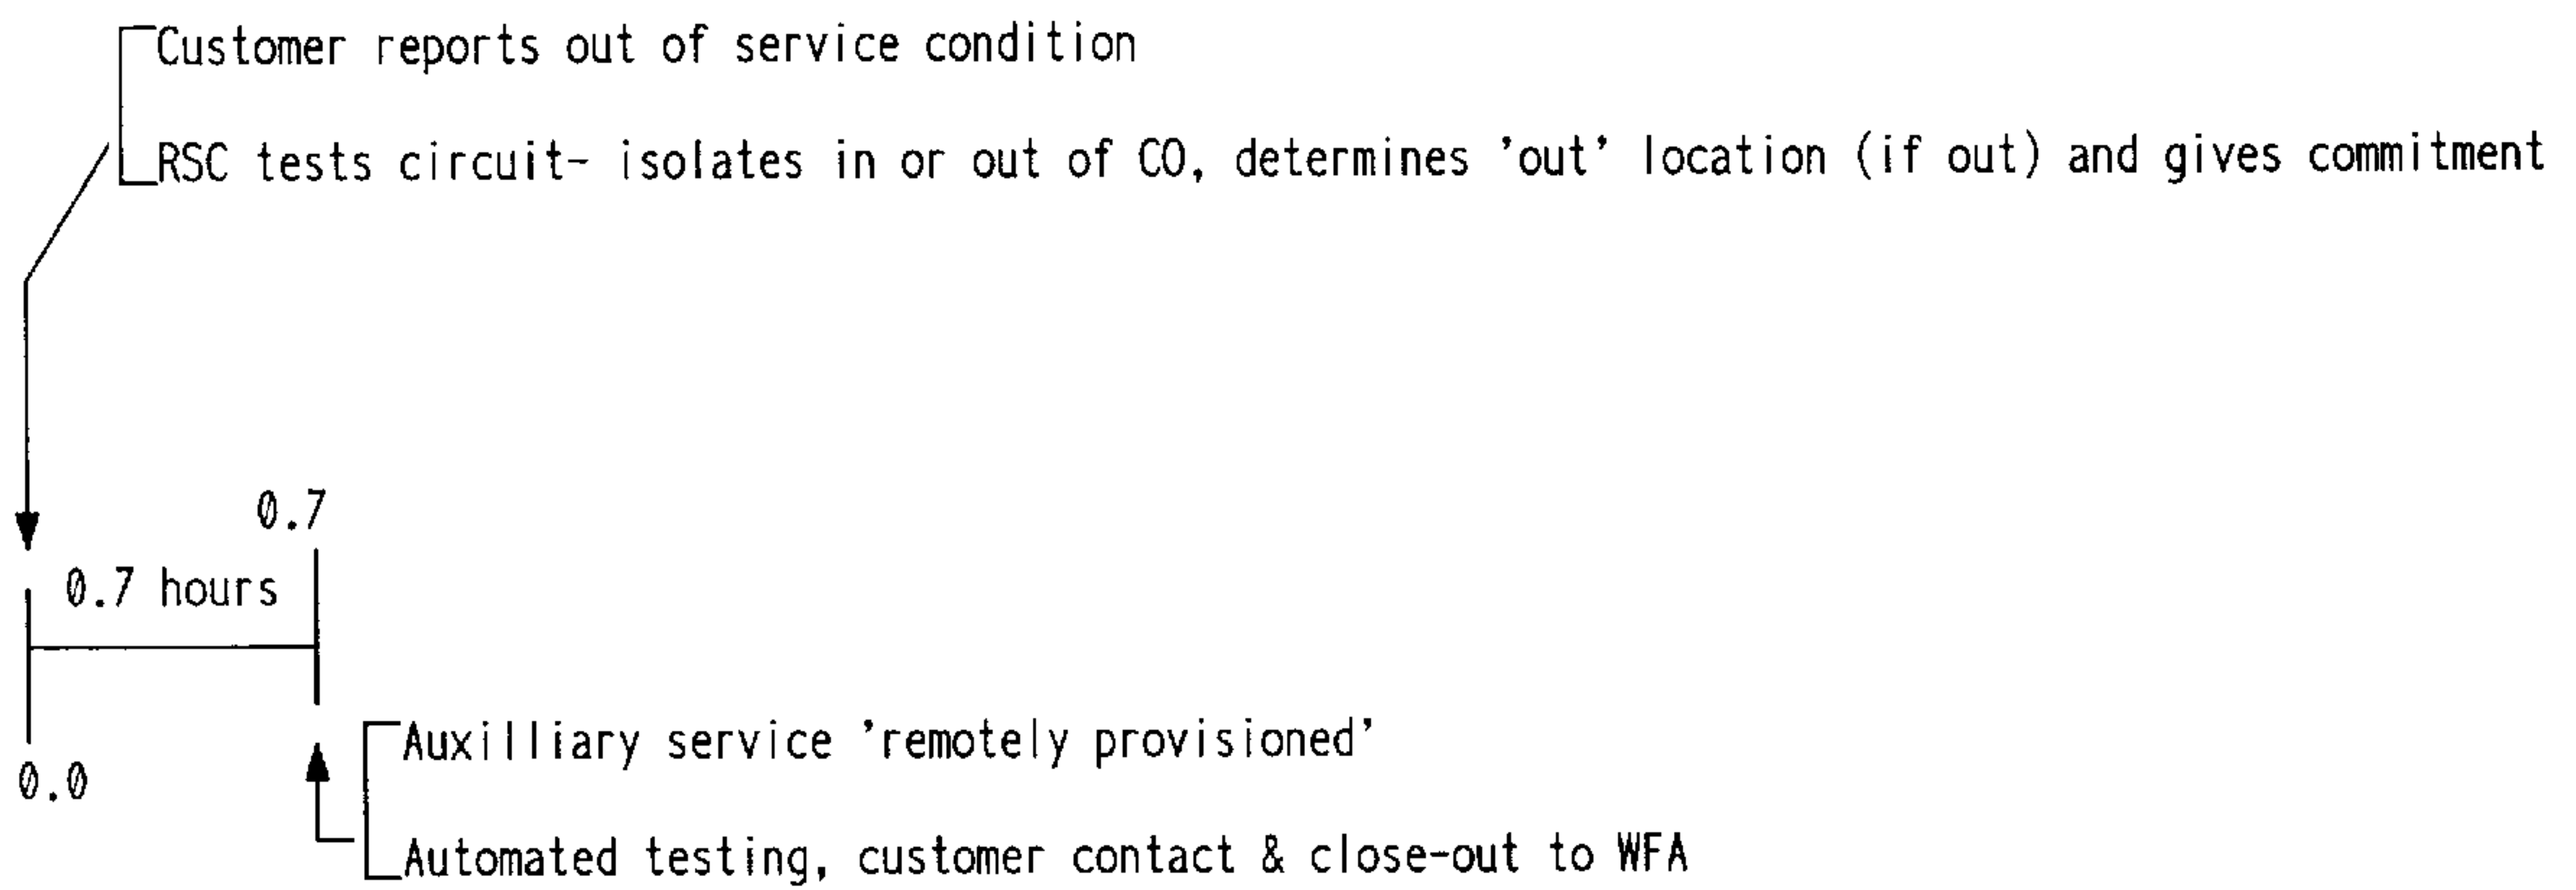 Customer reports out of service condition
RSC tests circuit- isolates in or out of CO, determines 'out' location (if out) and gives commitment
0.7
0.7 hours
0.0
Auxilliary service 'remotely provisioned'
Automated testing, customer contact & close-out to WFA